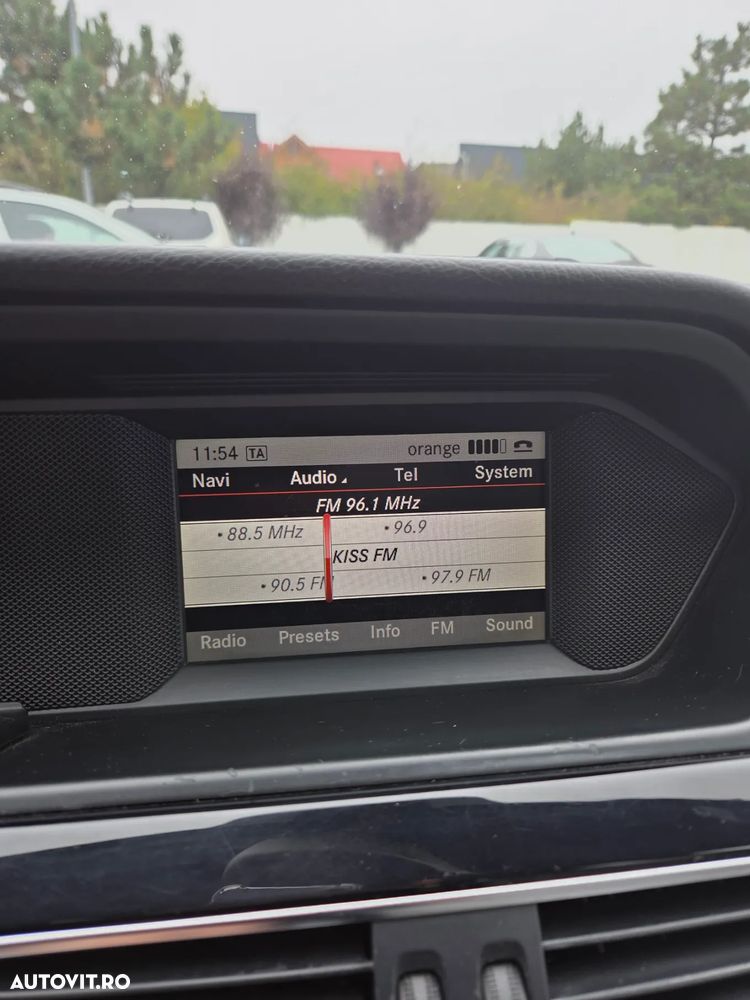 11:54 TA orange
Navi Audio Tel System
FM 96.1 MHz
88.5 MHz 96.9
KISS FM
90.5 FM 97.9 FM
Radio Presets Info FM Sound
AUTOVIT.RO